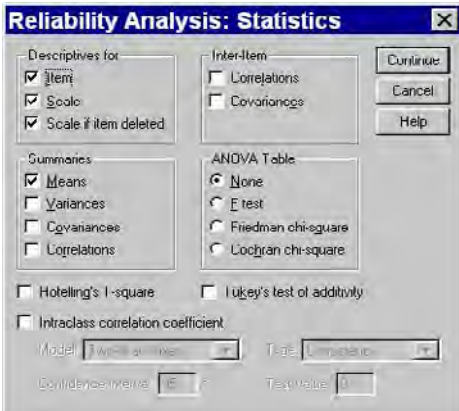 Reliability Analysis: Statistics
Descriptives for
Item
Scale
Scale if item deleted
Inter-Item
Correlations
Covariances
Continue
Cancel
Help
Summaries
Means
Variances
Covariances
Correlations
ANOVA Table
None
F test
Friedman chi-square
Cochran chi-square
Hotelling's T-square
Tukey's test of additivity
Intraclass correlation coefficient
Model:
Type:
Confidence interval:
Test value: 0